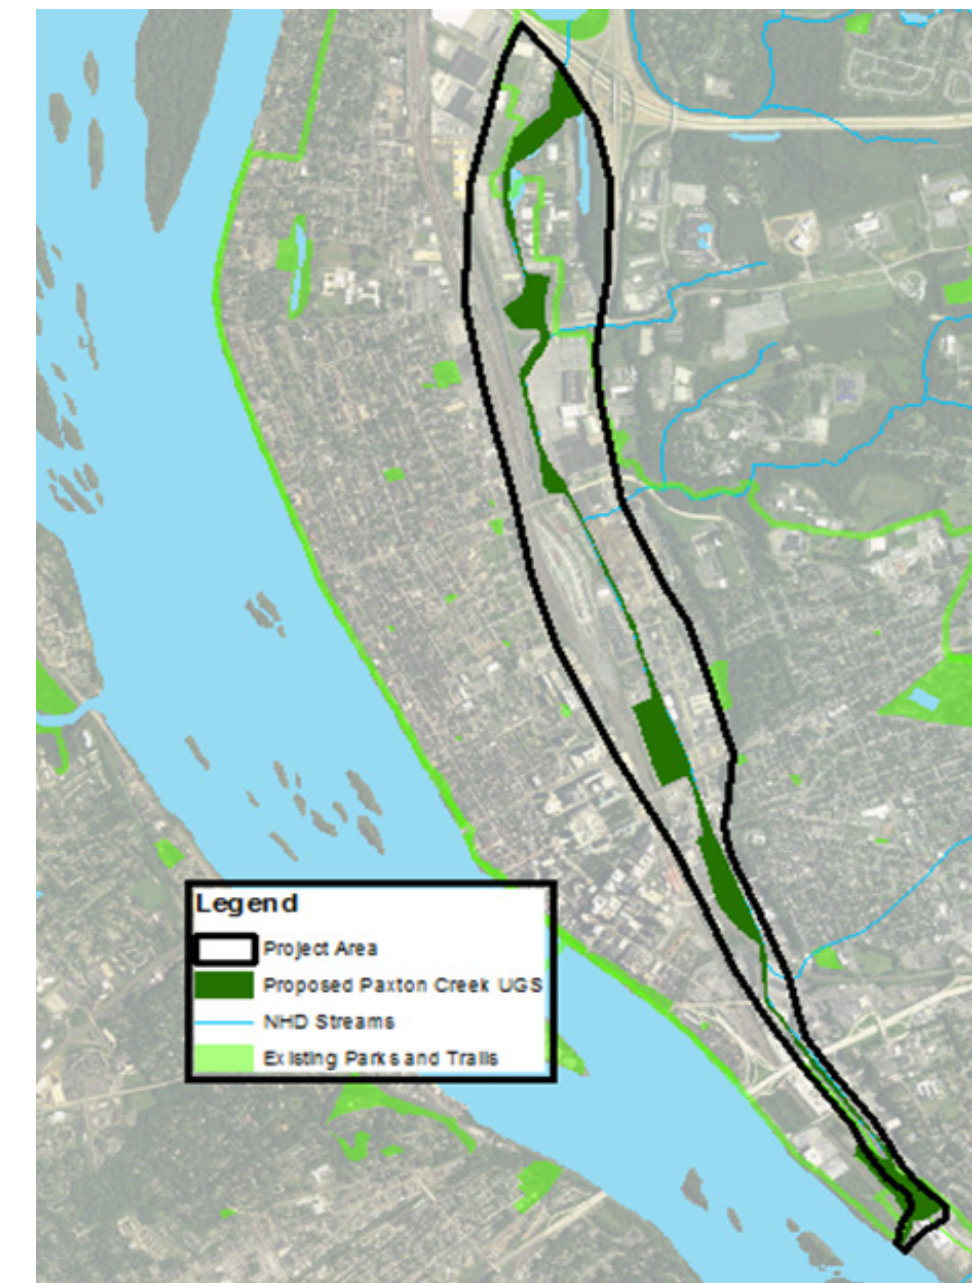 Legend
Project Area
Proposed Paxton Creek UGS
NHD Streams
Existing Parks and Trails